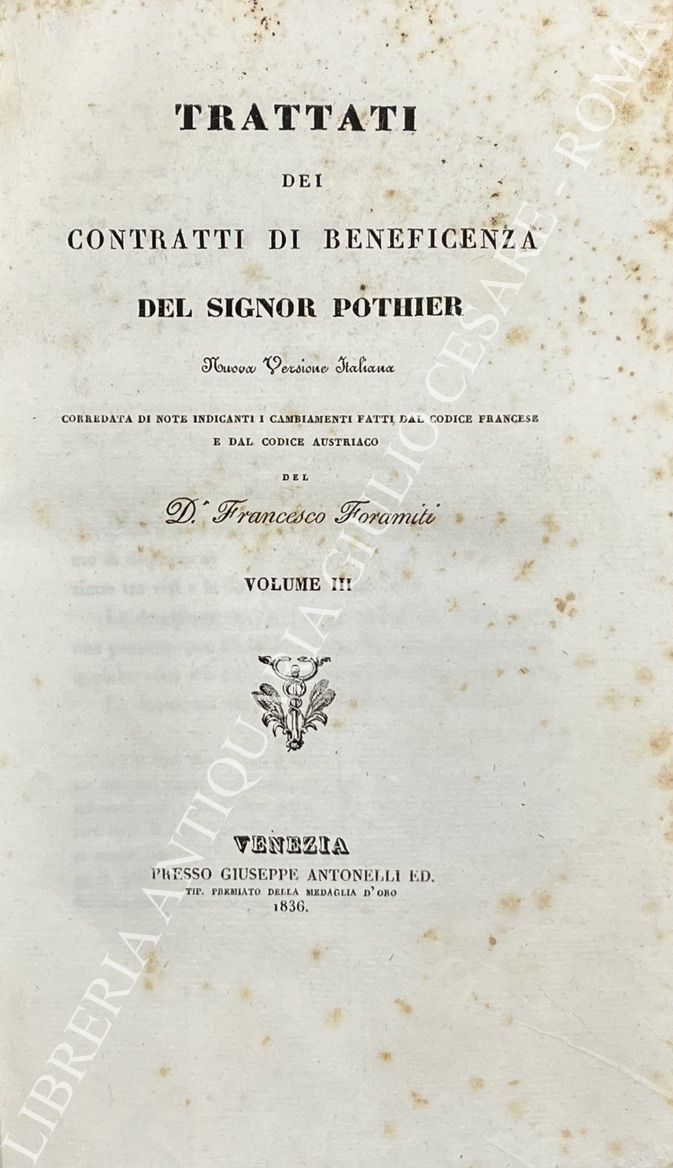 TRATTATI
DEI
CONTRATTI DI BENEFICENZA
DEL SIGNOR POTHIER
Nuova Versione Italiana
CORREDATA DI NOTE INDICANTI I CAMBIAMENTI FATTI DAL CODICE FRANCESE
E DAL CODICE AUSTRIACO
DEL
D.r Francesco Foramiti
VOLUME III
VENEZIA
PRESSO GIUSEPPE ANTONELLI ED.
TIP. PREMIATO DELLA MEDAGLIA D'ORO
1836.
LIBRERIA ANTIQUARIA GIULIO CESARE - ROMA